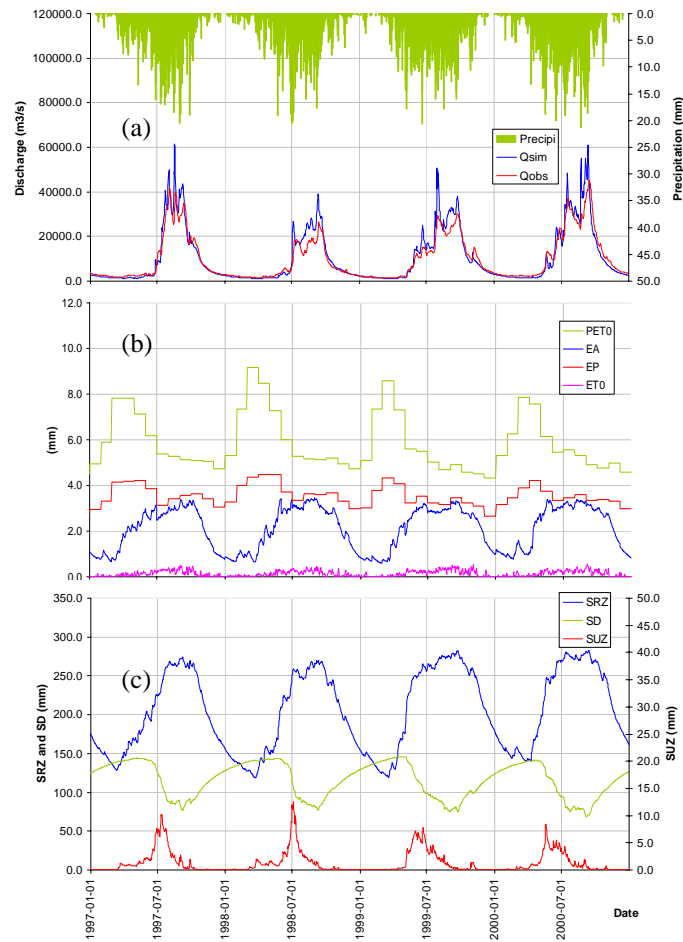 120000.0
100000.0
80000.0
60000.0
40000.0
20000.0
0.0
Discharge (m3/s)
(a)
Precipi
Qsim
Qobs
0.0
5.0
10.0
15.0
20.0
25.0
30.0
35.0
40.0
45.0
50.0
Precipitation (mm)
12.0
10.0
8.0
6.0
4.0
2.0
0.0
(mm)
(b)
PET0
EA
EP
ET0
350.0
300.0
250.0
200.0
150.0
100.0
50.0
0.0
SRZ and SD (mm)
(c)
SRZ
SD
SUZ
50.0
45.0
40.0
35.0
30.0
25.0
20.0
15.0
10.0
5.0
0.0
SUZ (mm)
1997-01-01
1997-07-01
1998-01-01
1998-07-01
1999-01-01
1999-07-01
2000-01-01
2000-07-01
Date